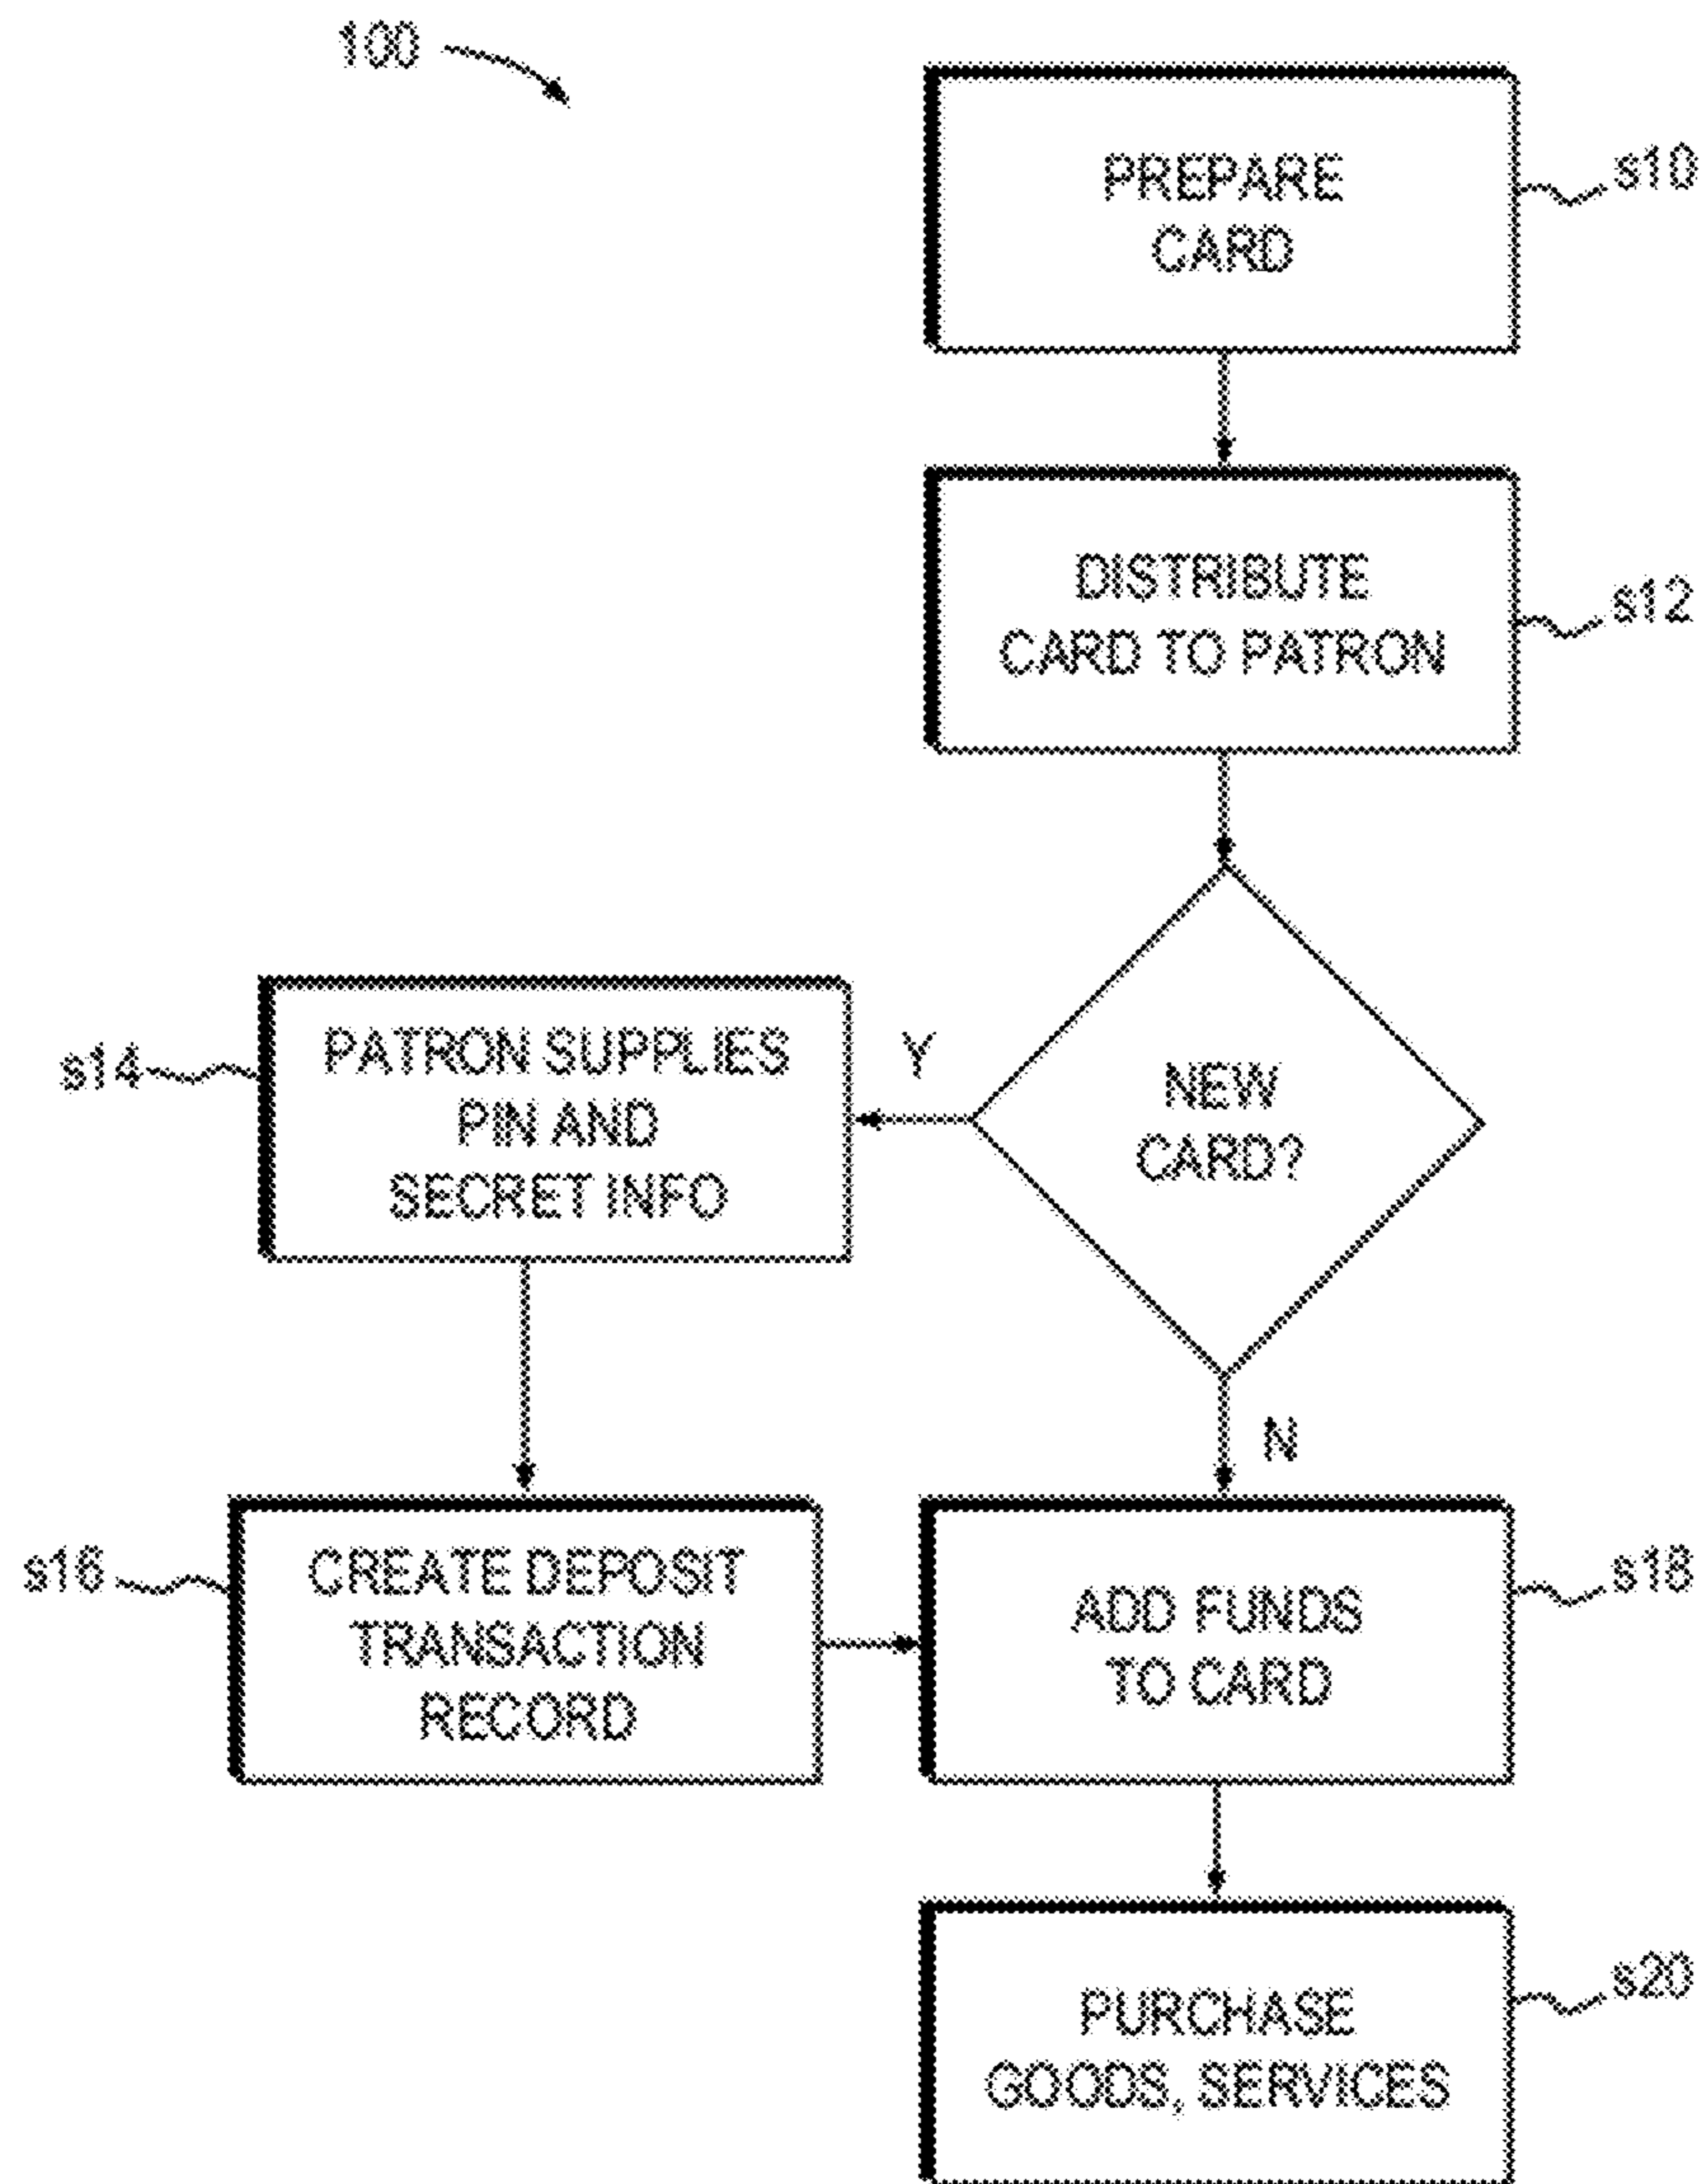 100
PREPARE
CARD
s10
DISTRIBUTE
CARD TO PATRON
s12
NEW
CARD?
Y
N
s14
PATRON SUPPLIES
PIN AND
SECRET INFO
s16
CREATE DEPOSIT
TRANSACTION
RECORD
ADD FUNDS
TO CARD
s18
PURCHASE
GOODS, SERVICES
s20